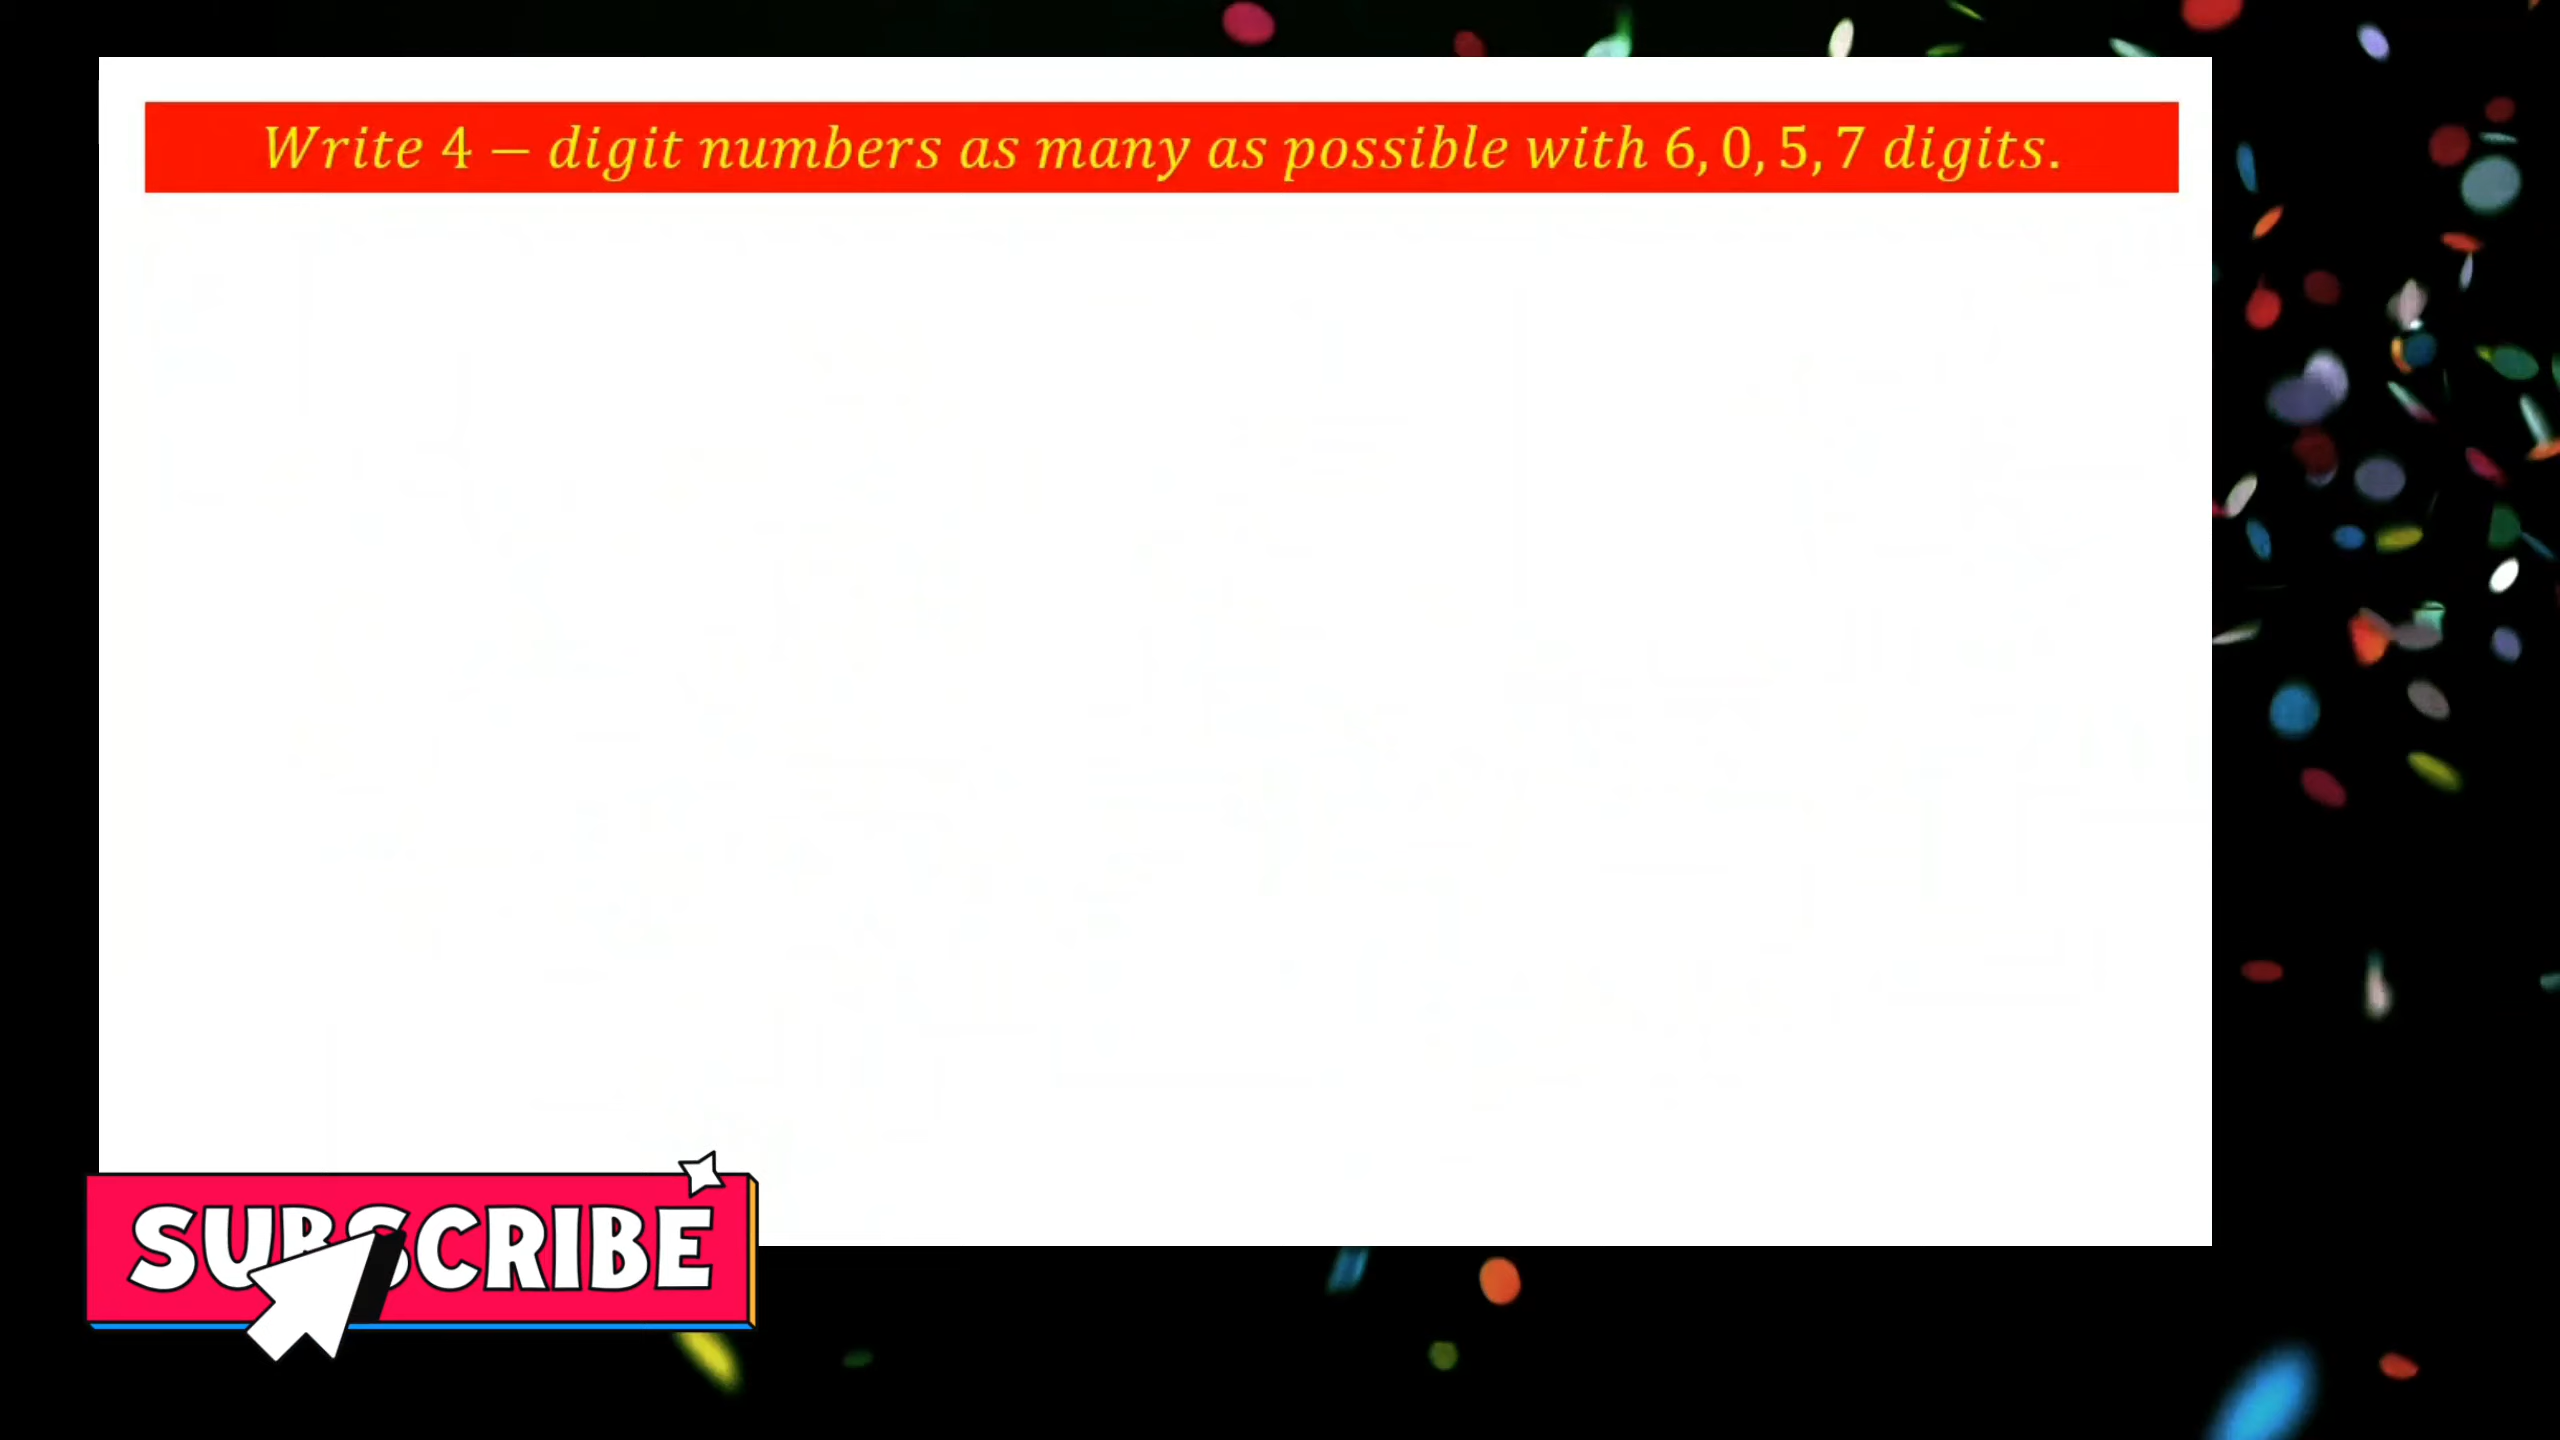 Write 4 – digit numbers as many as possible with 6, 0, 5, 7 digits.
SUBSCRIBE